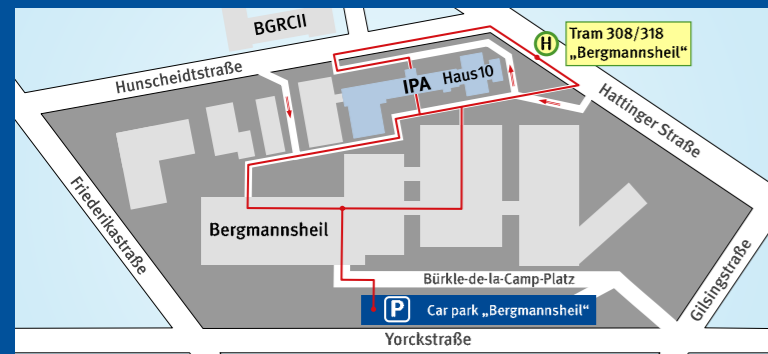 BGRCII
H
Tram 308/318
„Bergmannsheil“
Hunscheidtstraße
IPA Haus10
Hattinger Straße
Friederikastraße
Bergmannsheil
Bürkle-de-la-Camp-Platz
Gilsingstraße
P Car park „Bergmannsheil“
Yorckstraße